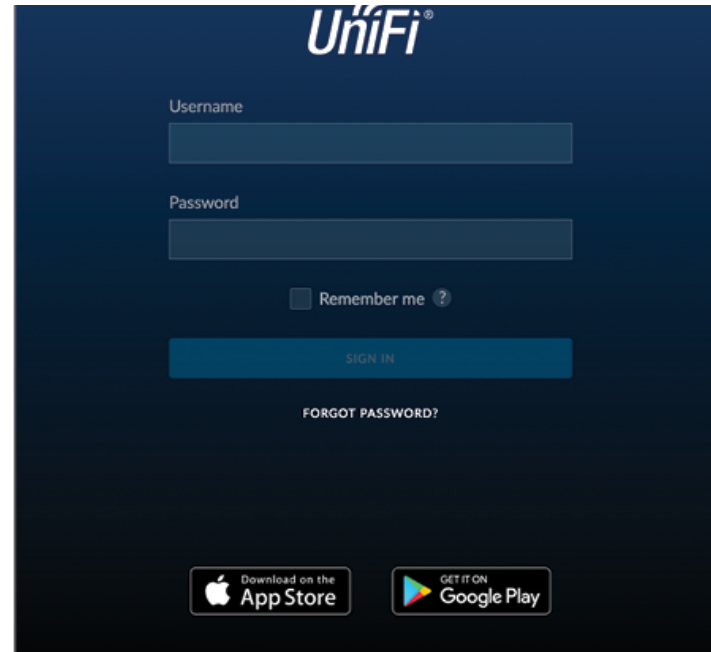 UniFi®
Username
Password
Remember me ?
SIGN IN
FORGOT PASSWORD?
Download on the
App Store
GET IT ON
Google Play